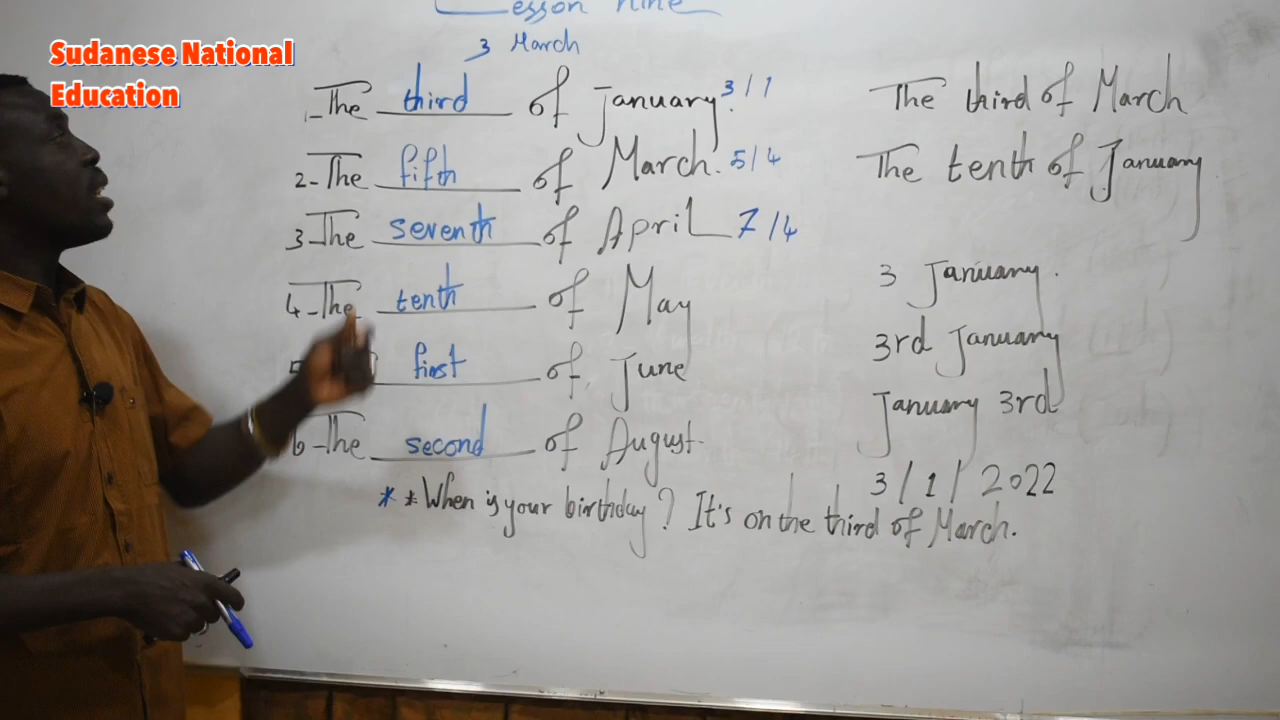 Sudanese National
Education
Lesson nine
3 March
1-The third of January. 3/1
2-The fifth of March. 5/4
3-The seventh of April 7/4
4-The tenth of May
first of June
6-The second of August.
* * When is your birthday? It's on the third of March.
The third of March
The tenth of January
3 January.
3rd January
January 3rd
3/1/2022